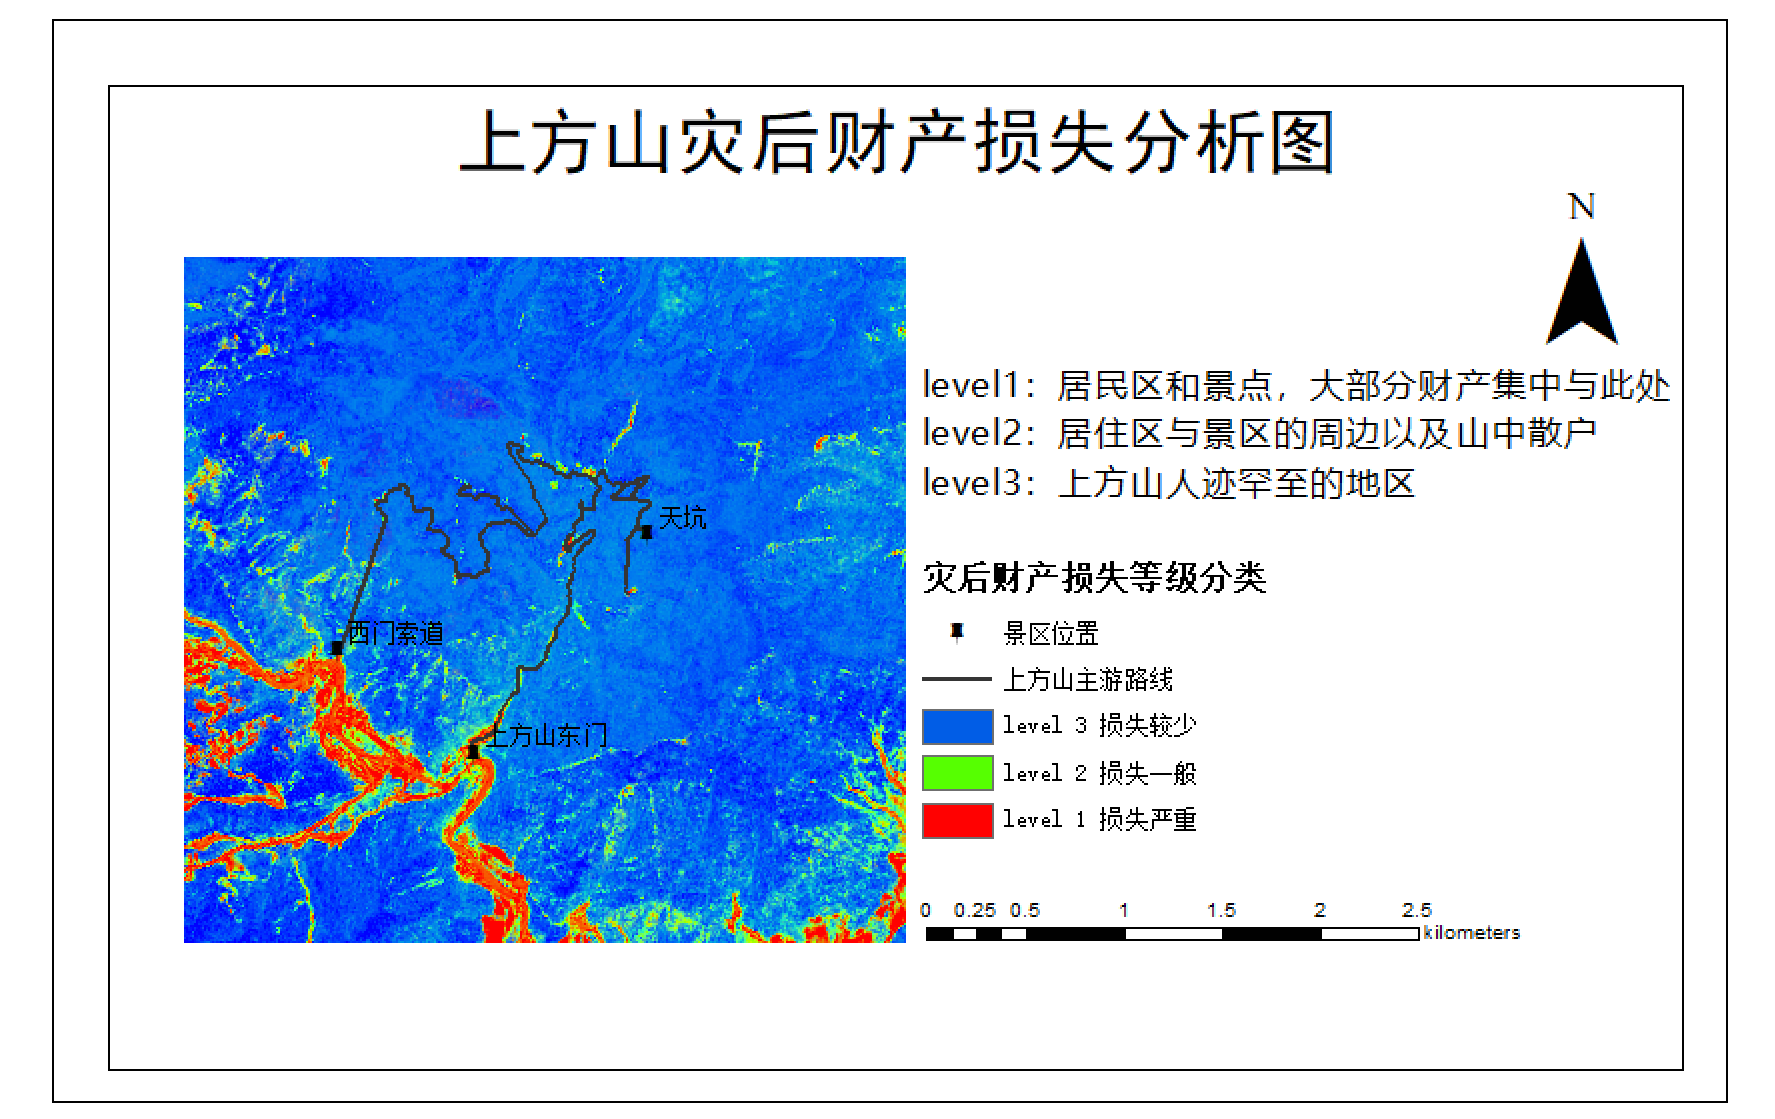 上方山灾后财产损失分析图
N
level1：居民区和景点，大部分财产集中与此处
level2：居住区与景区的周边以及山中散户
level3：上方山人迹罕至的地区
天坑
西门索道
上方山东门
灾后财产损失等级分类
景区位置
上方山主游路线
level 3 损失较少
level 2 损失一般
level 1 损失严重
0 0.25 0.5 1 1.5 2 2.5
kilometers